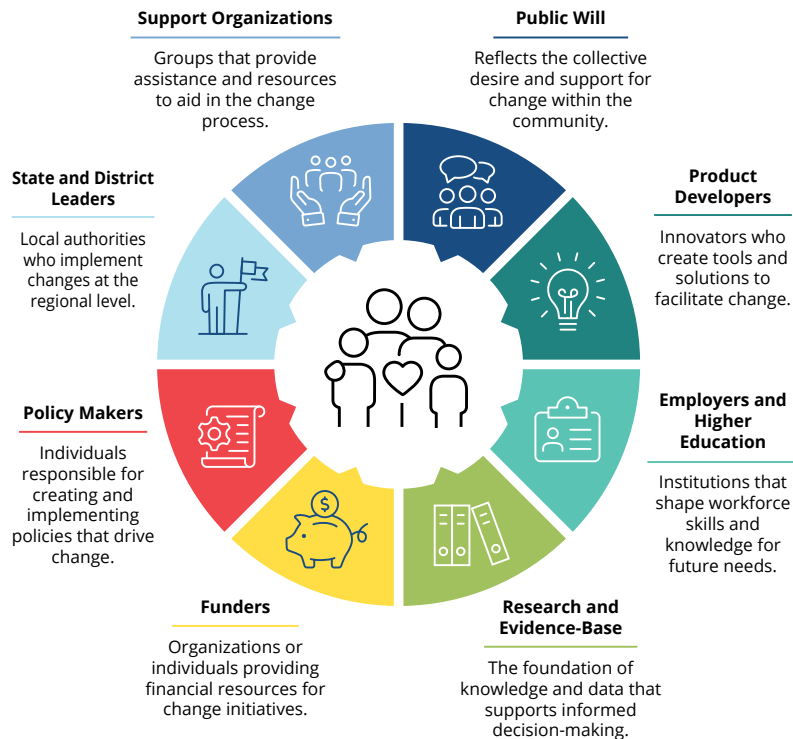 Support Organizations
Groups that provide
assistance and resources
to aid in the change
process.
Public Will
Reflects the collective
desire and support for
change within the
community.
Product
Developers
Innovators who
create tools and
solutions to
facilitate change.
Employers and
Higher
Education
Institutions that
shape workforce
skills and
knowledge for
future needs.
Research and
Evidence-Base
The foundation of
knowledge and data that
supports informed
decision-making.
Funders
Organizations or
individuals providing
financial resources for
change initiatives.
Policy Makers
Individuals
responsible for
creating and
implementing
policies that drive
change.
State and District
Leaders
Local authorities
who implement
changes at the
regional level.
$